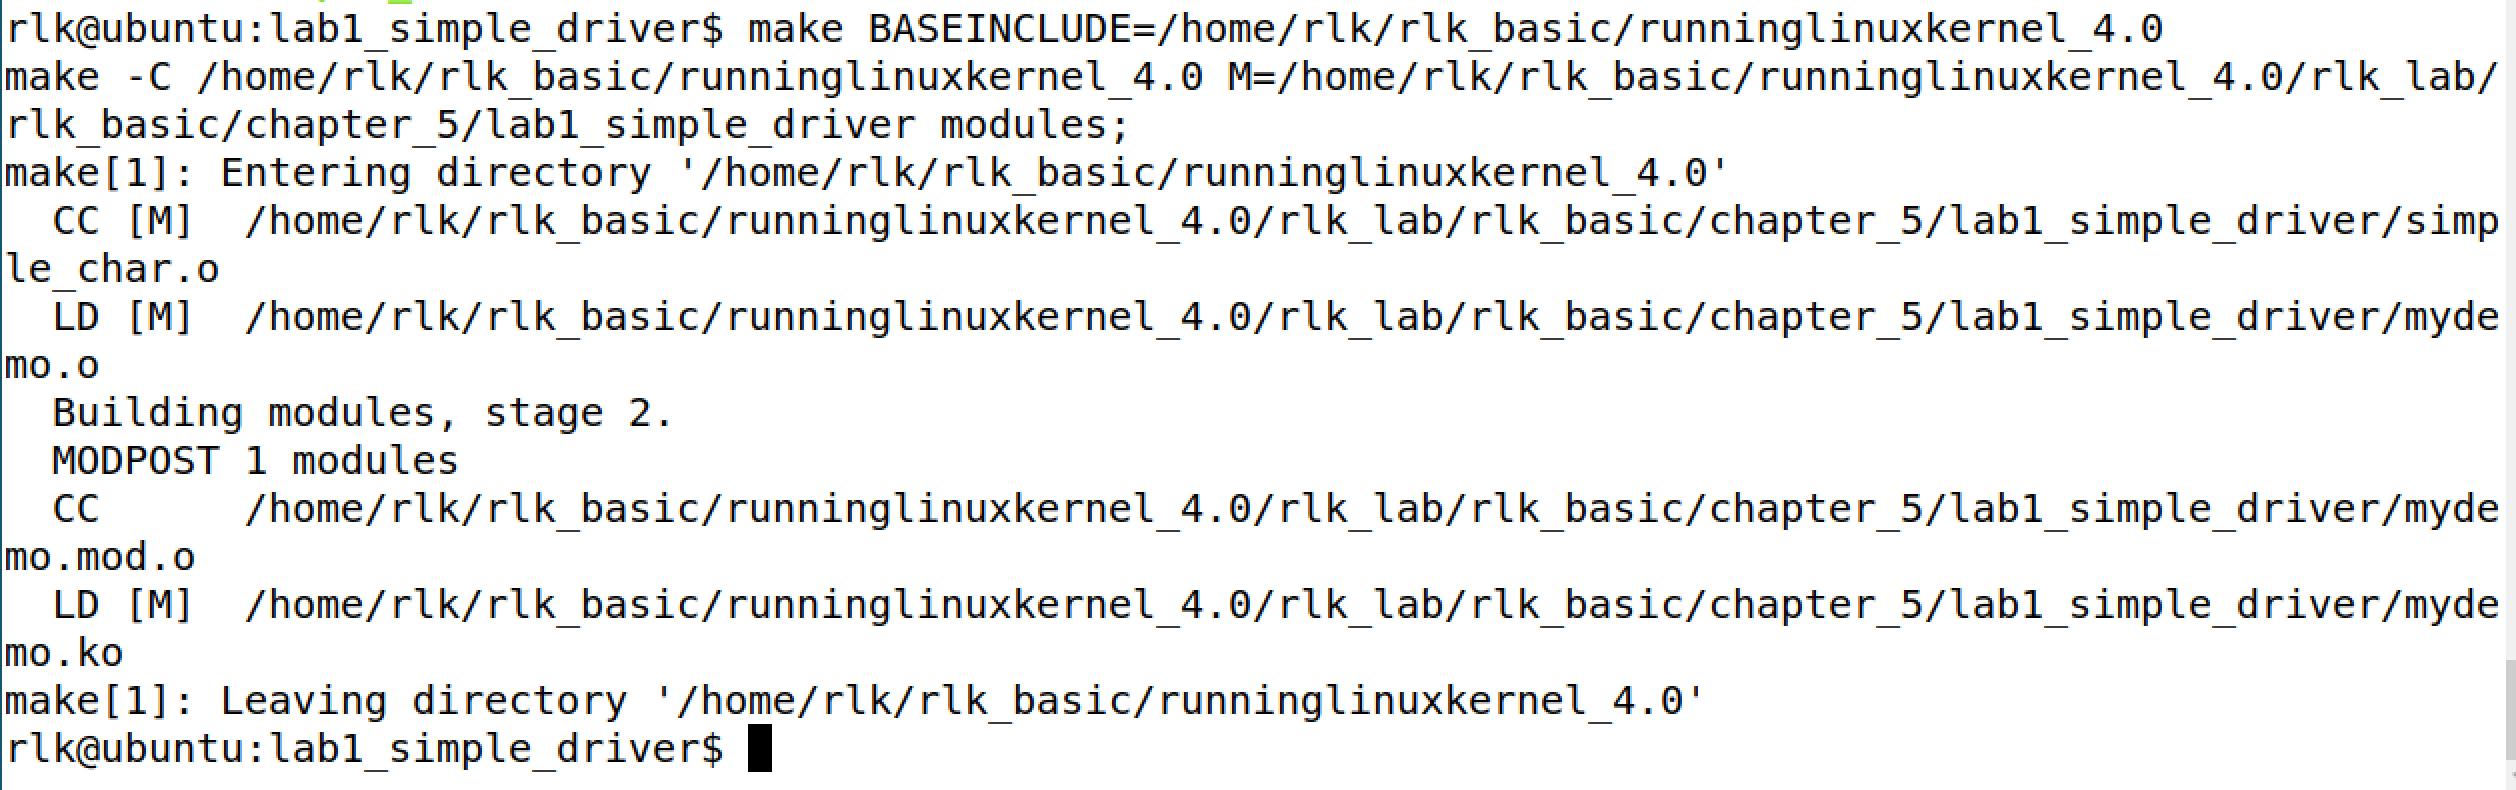 rlk@ubuntu:lab1_simple_driver$ make BASEINCLUDE=/home/rlk/rlk_basic/runninglinuxkernel_4.0
make -C /home/rlk/rlk_basic/runninglinuxkernel_4.0 M=/home/rlk/rlk_basic/runninglinuxkernel_4.0/rlk_lab/
rlk_basic/chapter_5/lab1_simple_driver modules;
make[1]: Entering directory '/home/rlk/rlk_basic/runninglinuxkernel_4.0'
  CC [M]  /home/rlk/rlk_basic/runninglinuxkernel_4.0/rlk_lab/rlk_basic/chapter_5/lab1_simple_driver/simp
le_char.o
  LD [M]  /home/rlk/rlk_basic/runninglinuxkernel_4.0/rlk_lab/rlk_basic/chapter_5/lab1_simple_driver/myde
mo.o
  Building modules, stage 2.
  MODPOST 1 modules
  CC      /home/rlk/rlk_basic/runninglinuxkernel_4.0/rlk_lab/rlk_basic/chapter_5/lab1_simple_driver/myde
mo.mod.o
  LD [M]  /home/rlk/rlk_basic/runninglinuxkernel_4.0/rlk_lab/rlk_basic/chapter_5/lab1_simple_driver/myde
mo.ko
make[1]: Leaving directory '/home/rlk/rlk_basic/runninglinuxkernel_4.0'
rlk@ubuntu:lab1_simple_driver$